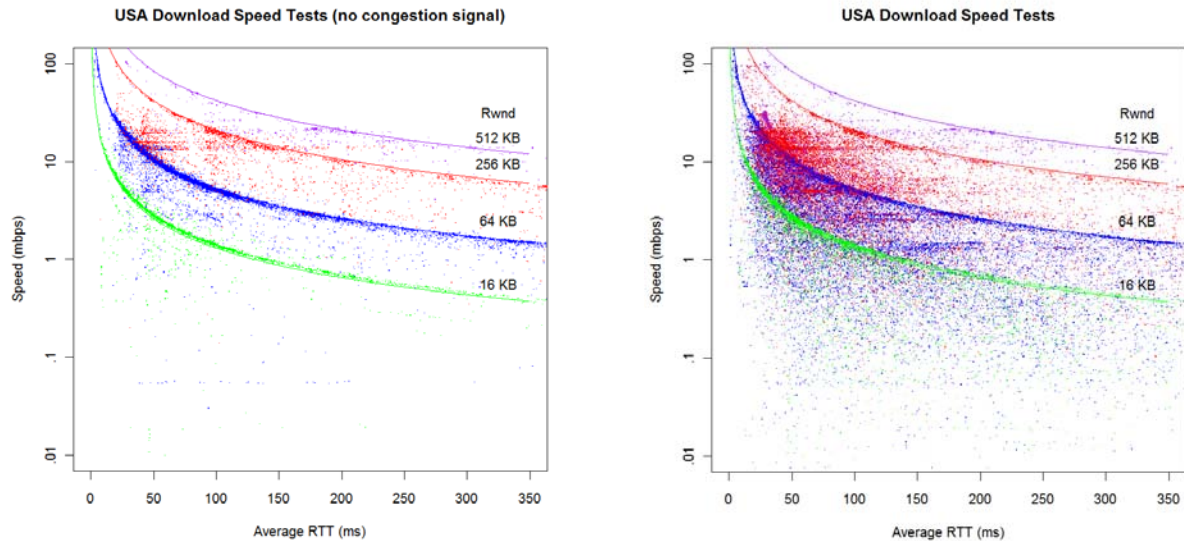 USA Download Speed Tests (no congestion signal)
Speed (mbps)
100
10
1
.1
.01
Rwnd
512 KB
256 KB
64 KB
16 KB
0 50 100 150 200 250 300 350
Average RTT (ms)
USA Download Speed Tests
Speed (mbps)
100
10
1
.1
.01
Rwnd
512 KB
256 KB
64 KB
16 KB
0 50 100 150 200 250 300 350
Average RTT (ms)